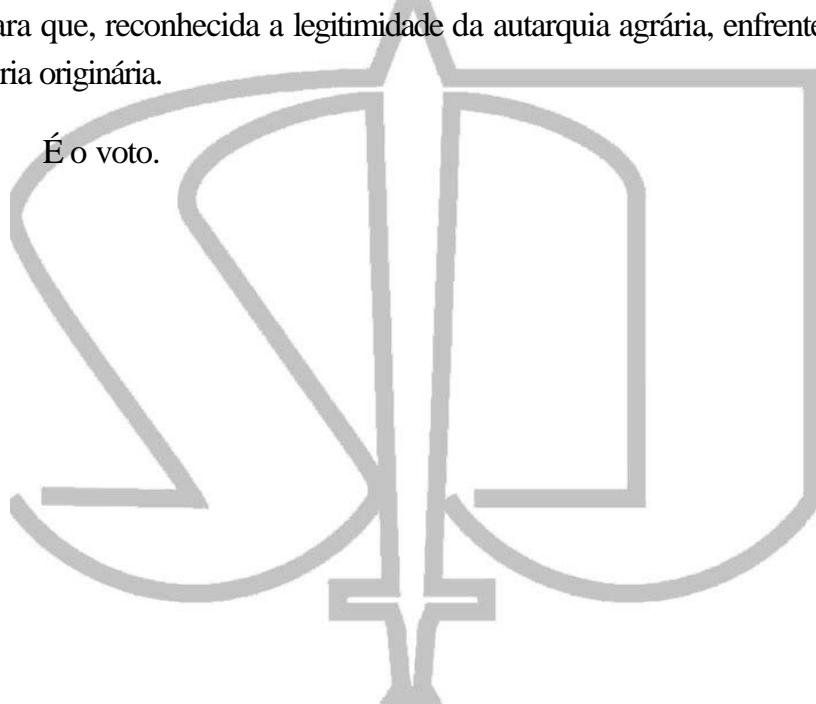 ara que, reconhecida a legitimidade da autarquia agrária, enfrente
ria originária.
É o voto.